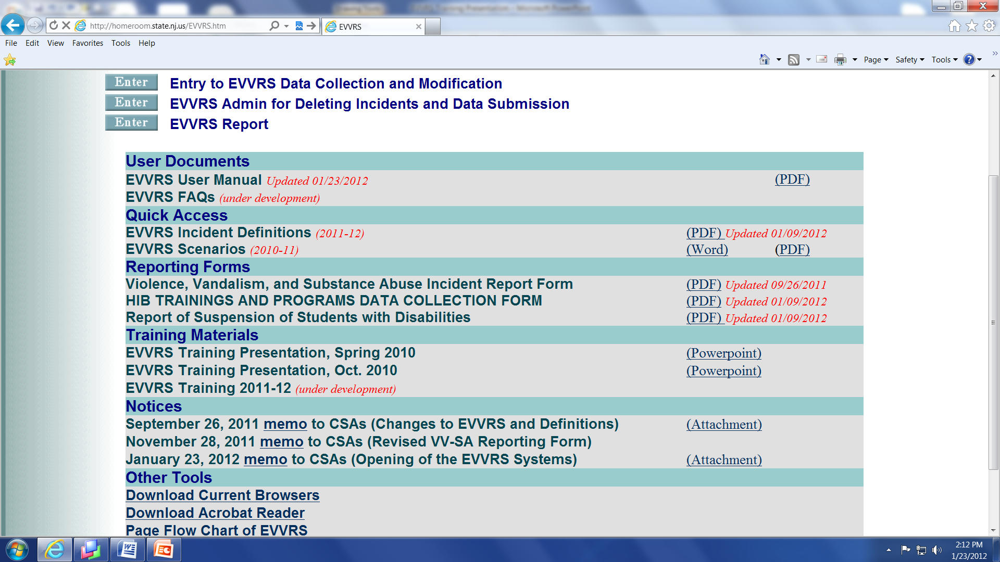 http://homeroom.state.nj.us/EVVRS.htm
EVVRS
File Edit View Favorites Tools Help
Page Safety Tools
Enter Entry to EVVRS Data Collection and Modification
Enter EVVRS Admin for Deleting Incidents and Data Submission
Enter EVVRS Report
User Documents
EVVRS User Manual Updated 01/23/2012 (PDF)
EVVRS FAQs (under development)
Quick Access
EVVRS Incident Definitions (2011-12) (PDF) Updated 01/09/2012
EVVRS Scenarios (2010-11) (Word) (PDF)
Reporting Forms
Violence, Vandalism, and Substance Abuse Incident Report Form (PDF) Updated 09/26/2011
HIB TRAININGS AND PROGRAMS DATA COLLECTION FORM (PDF) Updated 01/09/2012
Report of Suspension of Students with Disabilities (PDF) Updated 01/09/2012
Training Materials
EVVRS Training Presentation, Spring 2010 (Powerpoint)
EVVRS Training Presentation, Oct. 2010 (Powerpoint)
EVVRS Training 2011-12 (under development)
Notices
September 26, 2011 memo to CSAs (Changes to EVVRS and Definitions) (Attachment)
November 28, 2011 memo to CSAs (Revised VV-SA Reporting Form)
January 23, 2012 memo to CSAs (Opening of the EVVRS Systems) (Attachment)
Other Tools
Download Current Browsers
Download Acrobat Reader
Page Flow Chart of EVVRS
2:12 PM
1/23/2012